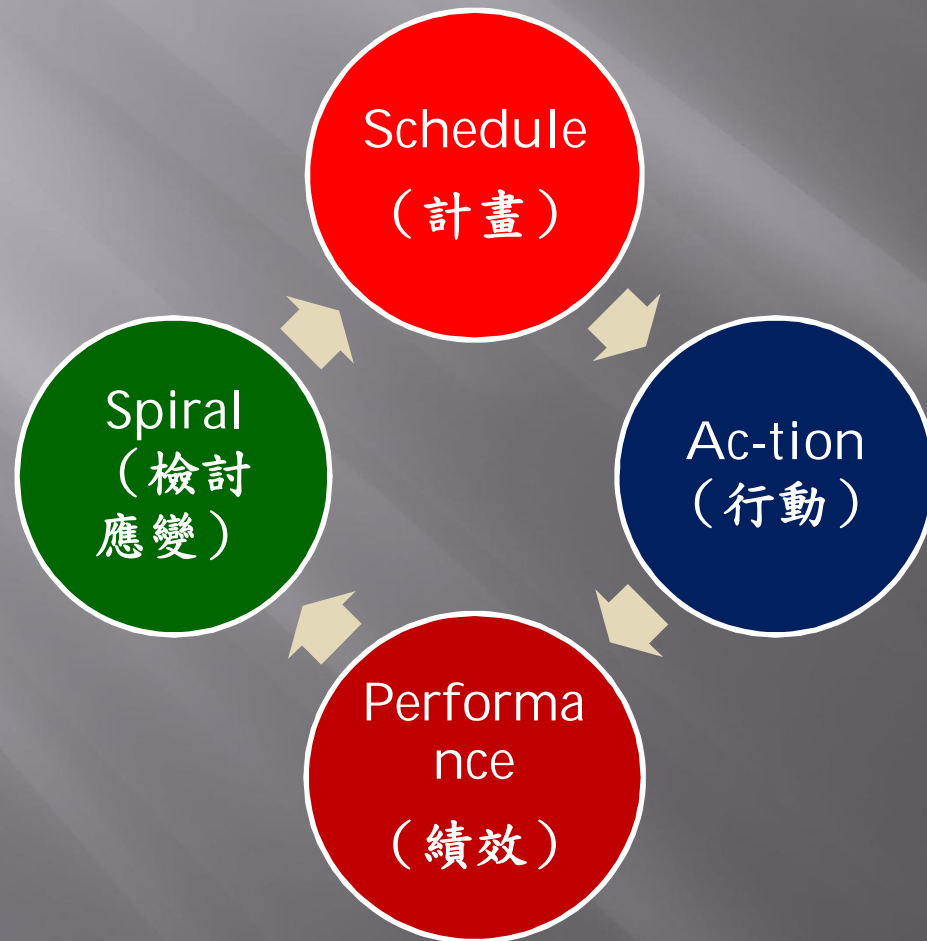 Schedule
（計畫）
Ac-tion
（行動）
Performa
nce
（績效）
Spiral
（檢討
應變）